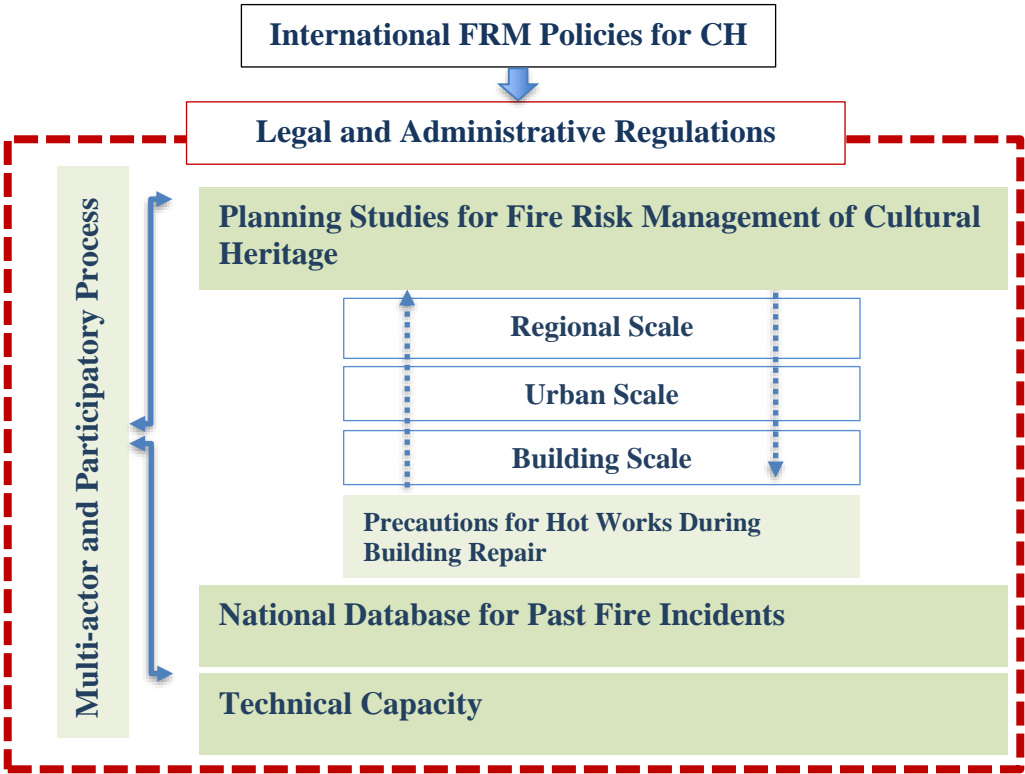 International FRM Policies for CH
Legal and Administrative Regulations
Multi-actor and Participatory Process
Planning Studies for Fire Risk Management of Cultural
Heritage
Regional Scale
Urban Scale
Building Scale
Precautions for Hot Works During
Building Repair
National Database for Past Fire Incidents
Technical Capacity